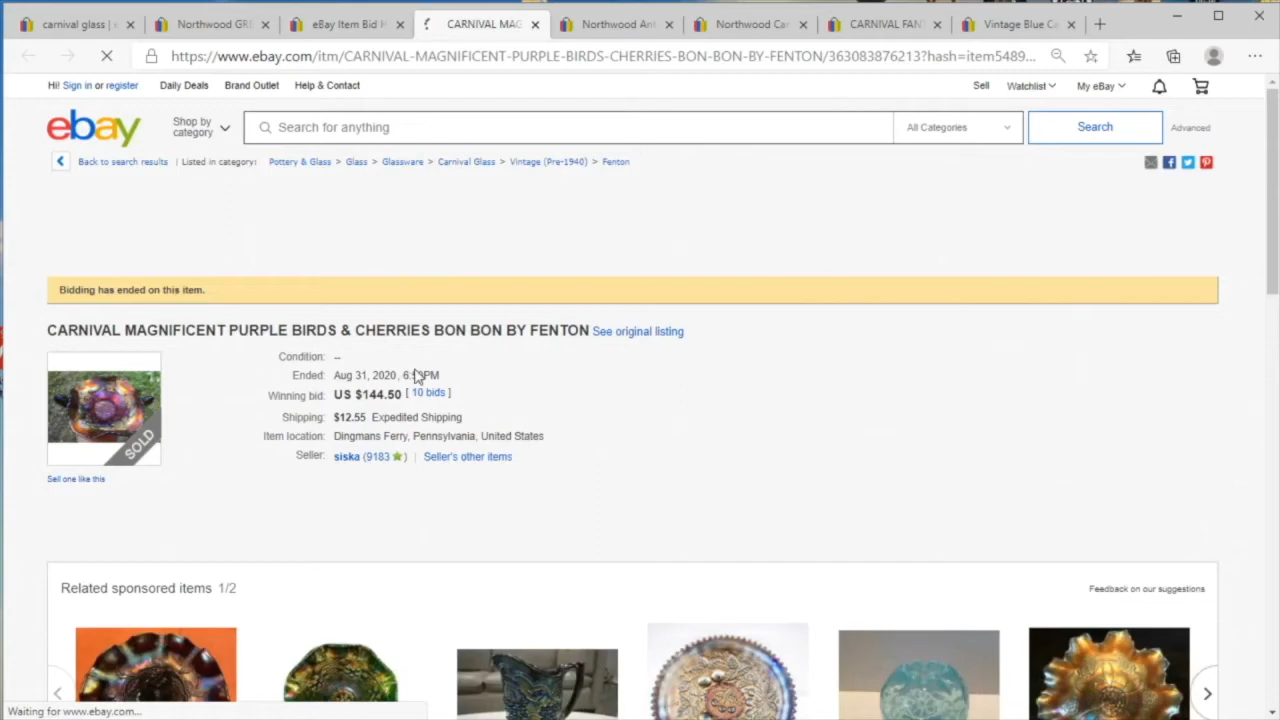 carnival glass | e
Northwood GRE
eBay Item Bid H
CARNIVAL MAG
Northwood Ant
Northwood Car
CARNIVAL FAN
Vintage Blue Ca
https://www.ebay.com/itm/CARNIVAL-MAGNIFICENT-PURPLE-BIRDS-CHERRIES-BON-BON-BY-FENTON/363083876213?hash=item5489...
Hi! Sign in or register Daily Deals Brand Outlet Help & Contact Sell Watchlist My eBay
ebay Shop by category Search for anything All Categories Search Advanced
Back to search results | Listed in category: Pottery & Glass > Glass > Glassware > Carnival Glass > Vintage (Pre-1940) > Fenton
Bidding has ended on this item.
CARNIVAL MAGNIFICENT PURPLE BIRDS & CHERRIES BON BON BY FENTON See original listing
Condition: --
Ended: Aug 31, 2020, PM
Winning bid: US $144.50 [ 10 bids ]
Shipping: $12.55 Expedited Shipping
Item location: Dingmans Ferry, Pennsylvania, United States
Seller: siska (9183) | Seller's other items
SOLD
Sell one like this
Related sponsored items 1/2 Feedback on our suggestions
Waiting for www.ebay.com...